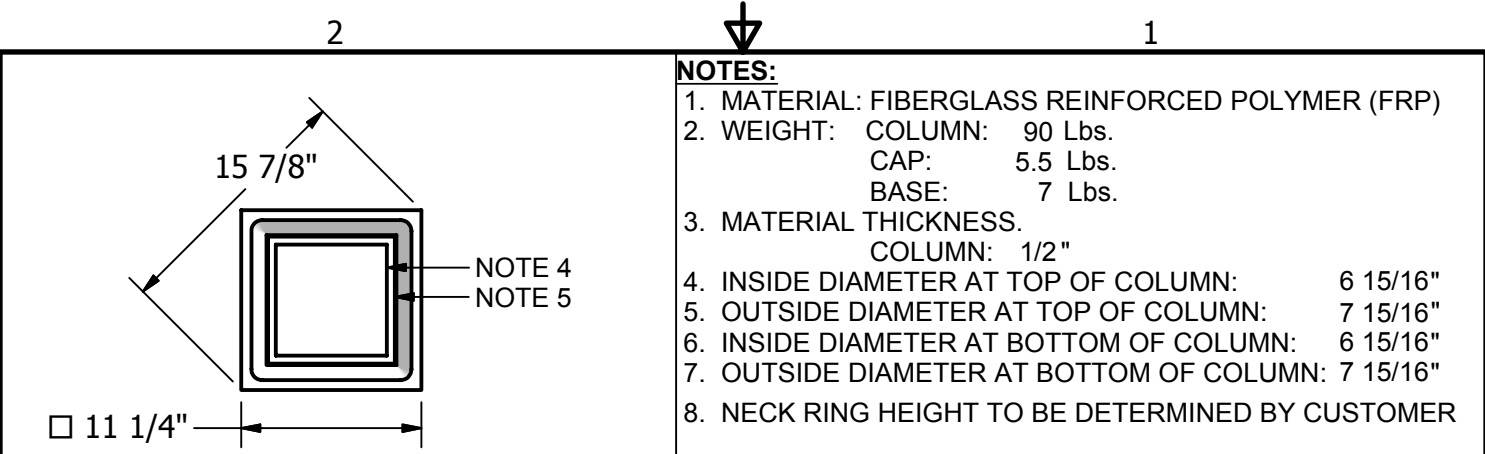 2
1
15 7/8"
NOTE 4
NOTE 5
□ 11 1/4"
NOTES:
1. MATERIAL: FIBERGLASS REINFORCED POLYMER (FRP)
2. WEIGHT: COLUMN: 90 Lbs.
CAP: 5.5 Lbs.
BASE: 7 Lbs.
3. MATERIAL THICKNESS.
COLUMN: 1/2"
4. INSIDE DIAMETER AT TOP OF COLUMN: 6 15/16"
5. OUTSIDE DIAMETER AT TOP OF COLUMN: 7 15/16"
6. INSIDE DIAMETER AT BOTTOM OF COLUMN: 6 15/16"
7. OUTSIDE DIAMETER AT BOTTOM OF COLUMN: 7 15/16"
8. NECK RING HEIGHT TO BE DETERMINED BY CUSTOMER